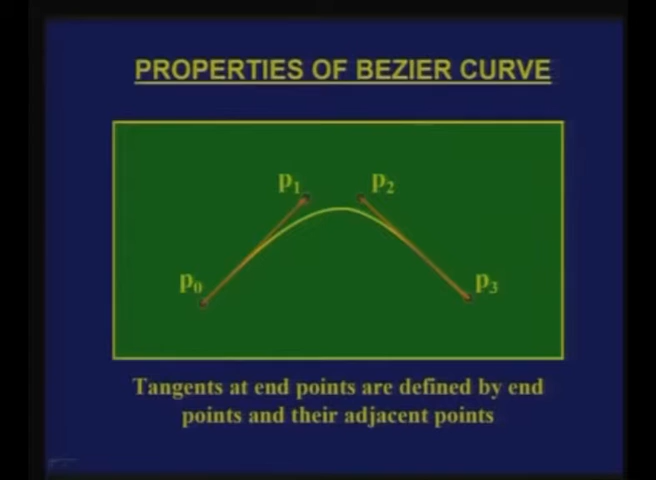 PROPERTIES OF BEZIER CURVE
p₁ p₂
p₀ p₃
Tangents at end points are defined by end
points and their adjacent points